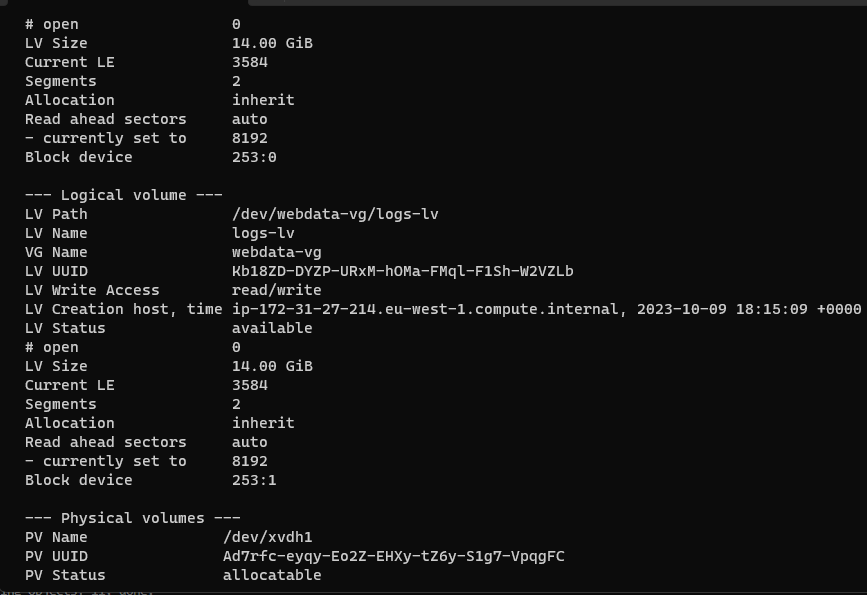 # open 0
LV Size 14.00 GiB
Current LE 3584
Segments 2
Allocation inherit
Read ahead sectors auto
- currently set to 8192
Block device 253:0
--- Logical volume ---
LV Path /dev/webdata-vg/logs-lv
LV Name logs-lv
VG Name webdata-vg
LV UUID Kb18ZD-DYZP-URxM-hOMa-FMql-F1Sh-W2VZLb
LV Write Access read/write
LV Creation host, time ip-172-31-27-214.eu-west-1.compute.internal, 2023-10-09 18:15:09 +0000
LV Status available
# open 0
LV Size 14.00 GiB
Current LE 3584
Segments 2
Allocation inherit
Read ahead sectors auto
- currently set to 8192
Block device 253:1
--- Physical volumes ---
PV Name /dev/xvdh1
PV UUID Ad7rfc-eyqy-Eo2Z-EHXy-tZ6y-S1g7-VpqgFC
PV Status allocatable